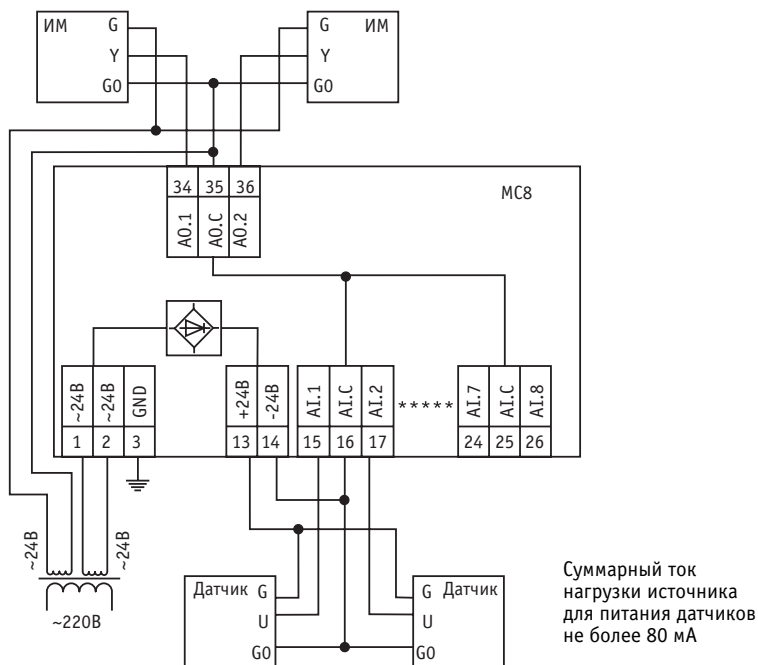 ИМ G
Y
G0
G ИМ
Y
G0
34 35 36
AO.1 AO.C AO.2
MC8
~24В ~24В GND
+24В -24В
AI.1 AI.C AI.2
*****
AI.7 AI.C AI.8
1 2 3
13 14
15 16 17
24 25 26
~24В
~24В
~220В
Датчик G
U
G0
G Датчик
U
G0
Суммарный ток
нагрузки источника
для питания датчиков
не более 80 мА